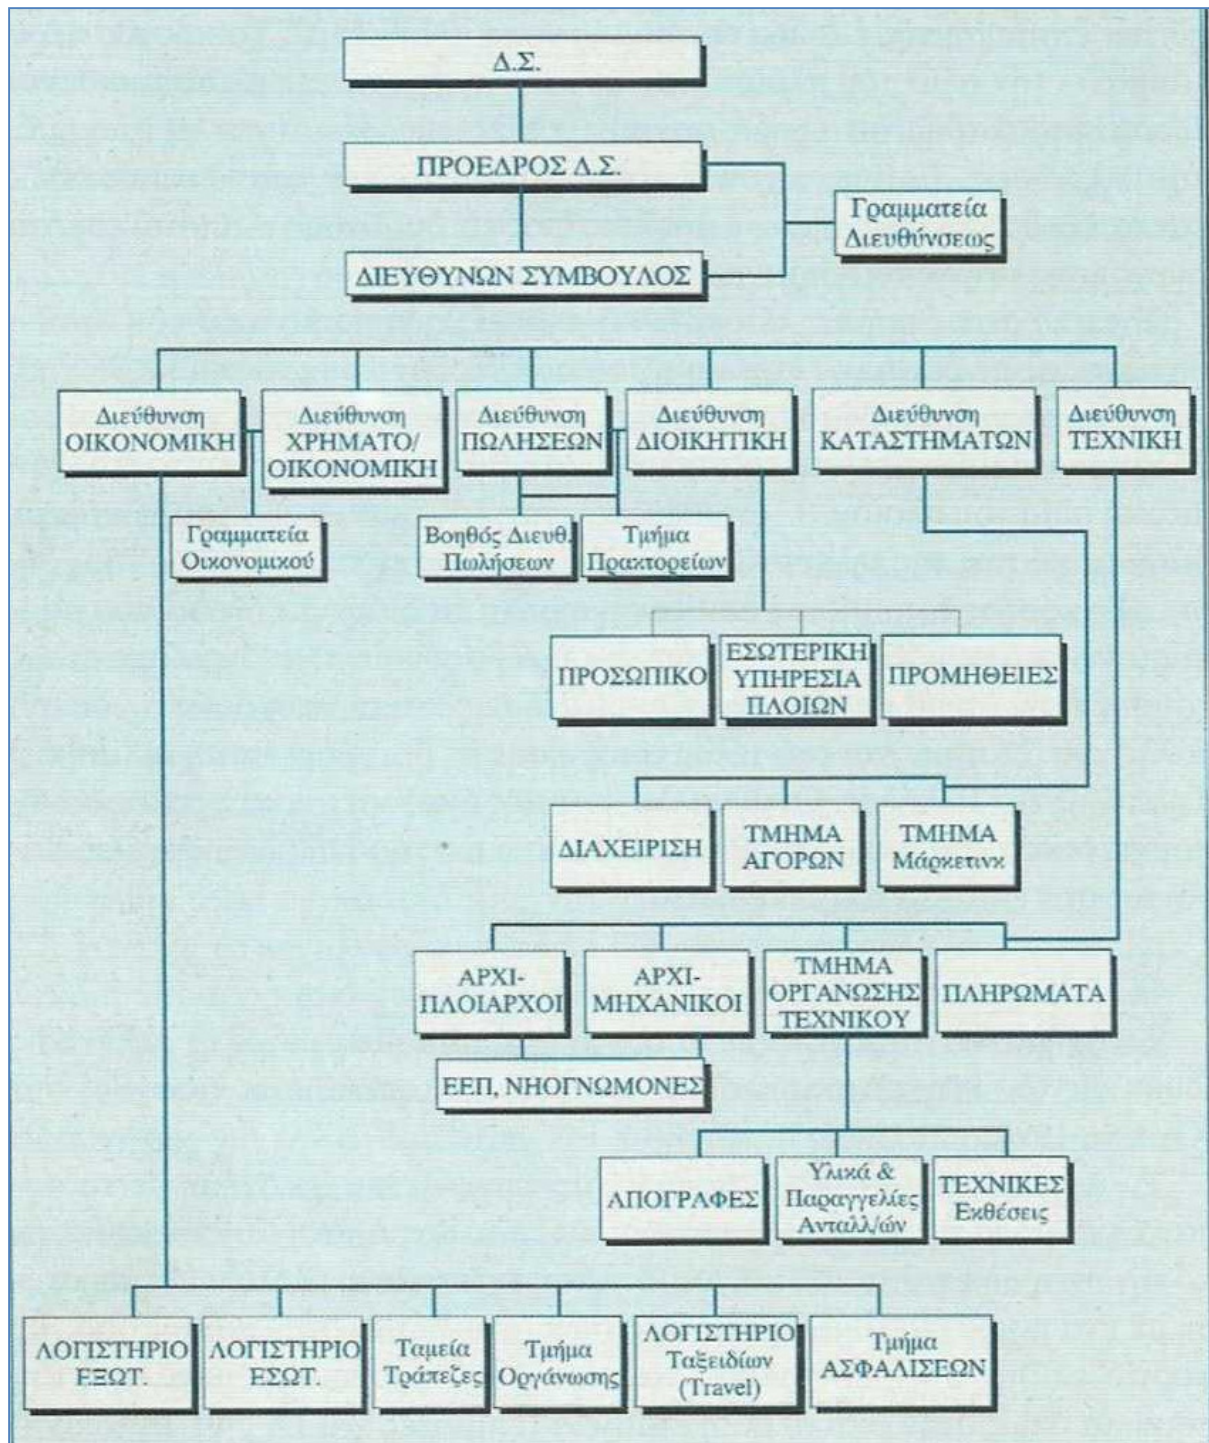 Δ.Σ.
ΠΡΟΕΔΡΟΣ Δ.Σ.
Γραμματεία
Διευθύνσεως
ΔΙΕΥΘΥΝΩΝ ΣΥΜΒΟΥΛΟΣ
Διεύθυνση
ΟΙΚΟΝΟΜΙΚΗ
Διεύθυνση
ΧΡΗΜΑΤΟ/
ΟΙΚΟΝΟΜΙΚΗ
Διεύθυνση
ΠΩΛΗΣΕΩΝ
Διεύθυνση
ΔΙΟΙΚΗΤΙΚΗ
Διεύθυνση
ΚΑΤΑΣΤΗΜΑΤΩΝ
Διεύθυνση
ΤΕΧΝΙΚΗ
Γραμματεία
Οικονομικού
Βοηθός Διευθ.
Πωλήσεων
Τμήμα
Πρακτορείων
ΠΡΟΣΩΠΙΚΟ
ΕΣΩΤΕΡΙΚΗ
ΥΠΗΡΕΣΙΑ
ΠΛΟΙΩΝ
ΠΡΟΜΗΘΕΙΕΣ
ΔΙΑΧΕΙΡΙΣΗ
ΤΜΗΜΑ
ΑΓΟΡΩΝ
ΤΜΗΜΑ
Μάρκετινκ
ΑΡΧΙ-
ΠΛΟΙΑΡΧΟΙ
ΑΡΧΙ-
ΜΗΧΑΝΙΚΟΙ
ΤΜΗΜΑ
ΟΡΓΑΝΩΣΗΣ
ΤΕΧΝΙΚΟΥ
ΠΛΗΡΩΜΑΤΑ
ΕΕΠ, ΝΗΟΓΝΩΜΟΝΕΣ
ΑΠΟΓΡΑΦΕΣ
Υλικά &
Παραγγελίες
Ανταλλ/ών
ΤΕΧΝΙΚΕΣ
Εκθέσεις
ΛΟΓΙΣΤΗΡΙΟ
ΕΞΩΤ.
ΛΟΓΙΣΤΗΡΙΟ
ΕΣΩΤ.
Ταμεία
Τράπεζες
Τμήμα
Οργάνωσης
ΛΟΓΙΣΤΗΡΙΟ
Ταξειδίων
(Travel)
Τμήμα
ΑΣΦΑΛΙΣΕΩΝ